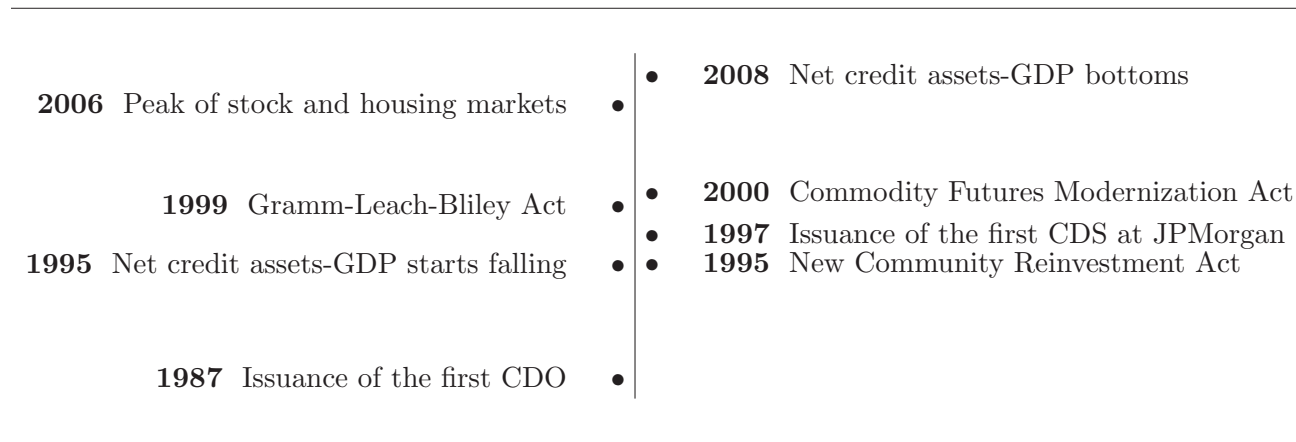 2008 Net credit assets-GDP bottoms
2006 Peak of stock and housing markets
2000 Commodity Futures Modernization Act
1999 Gramm-Leach-Bliley Act
1997 Issuance of the first CDS at JPMorgan
1995 Net credit assets-GDP starts falling
1995 New Community Reinvestment Act
1987 Issuance of the first CDO